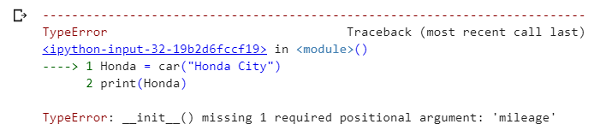 ---------------------------------------------------------------------------
TypeError                                 Traceback (most recent call last)
<ipython-input-32-19b2d6fccf19> in <module>()
----> 1 Honda = car("Honda City")
      2 print(Honda)

TypeError: __init__() missing 1 required positional argument: 'mileage'